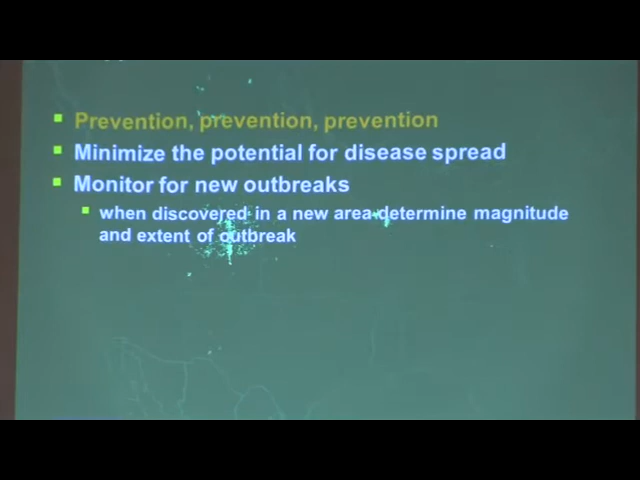 Prevention, prevention, prevention
Minimize the potential for disease spread
Monitor for new outbreaks
when discovered in a new area determine magnitude
and extent of outbreak